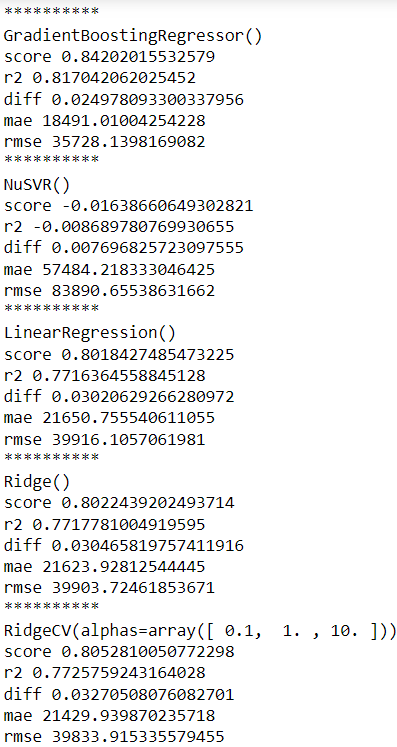 **********
GradientBoostingRegressor()
score 0.84202015532579
r2 0.817042062025452
diff 0.024978093300337956
mae 18491.01004254228
rmse 35728.1398169082
**********
NuSVR()
score -0.01638660649302821
r2 -0.008689780769930655
diff 0.007696825723097555
mae 57484.218333046425
rmse 83890.65538631662
**********
LinearRegression()
score 0.8018427485473225
r2 0.7716364558845128
diff 0.03020629266280972
mae 21650.755540611055
rmse 39916.1057061981
**********
Ridge()
score 0.8022439202493714
r2 0.7717781004919595
diff 0.030465819757411916
mae 21623.92812544445
rmse 39903.72461853671
**********
RidgeCV(alphas=array([ 0.1,  1. , 10. ]))
score 0.8052810050772298
r2 0.7725759243164028
diff 0.03270508076082701
mae 21429.939870235718
rmse 39833.915335579455